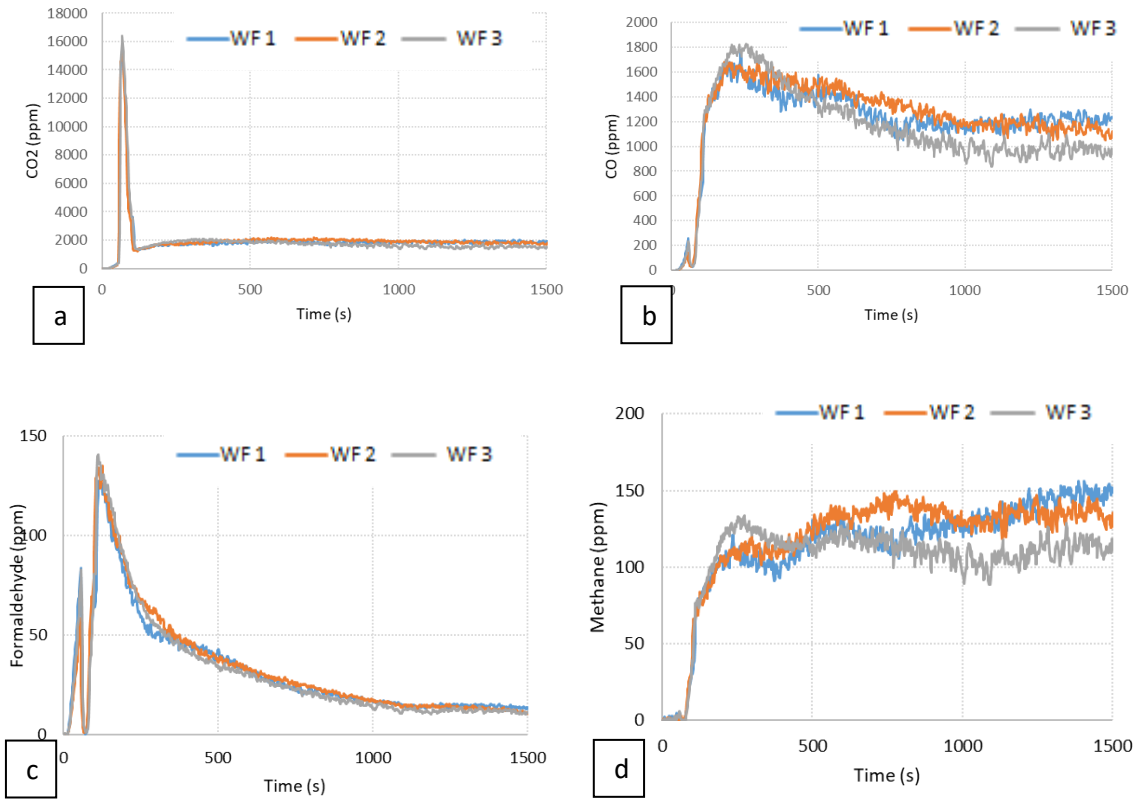 WF 1 WF 2 WF 3
18000
16000
14000
12000
10000
8000
6000
4000
2000
0
CO2 (ppm)
0 500 1000 1500
Time (s)
a
WF 1 WF 2 WF 3
2000
1800
1600
1400
1200
1000
800
600
400
200
0
CO (ppm)
0 500 1000 1500
Time (s)
b
WF 1 WF 2 WF 3
150
100
50
0
Formaldehyde (ppm)
0 500 1000 1500
Time (s)
c
WF 1 WF 2 WF 3
200
150
100
50
0
Methane (ppm)
0 500 1000 1500
Time (s)
d